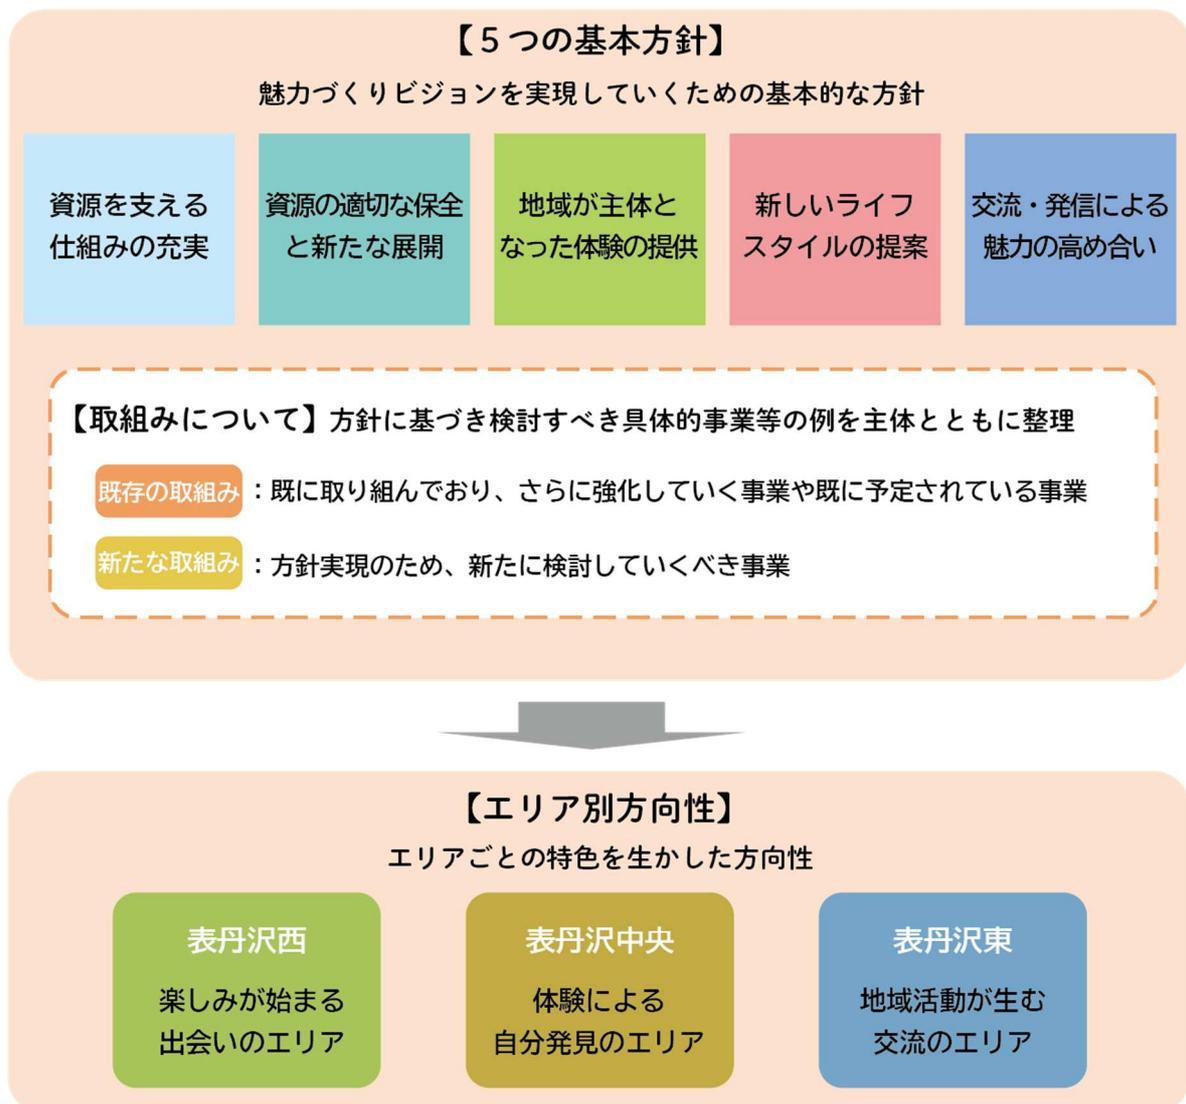 【５つの基本方針】
魅力づくりビジョンを実現していくための基本的な方針
資源を支える
仕組みの充実
資源の適切な保全
と新たな展開
地域が主体と
なった体験の提供
新しいライフ
スタイルの提案
交流・発信による
魅力の高め合い
【取組みについて】方針に基づき検討すべき具体的事業等の例を主体とともに整理
既存の取組み：既に取り組んでおり、さらに強化していく事業や既に予定されている事業
新たな取組み：方針実現のため、新たに検討していくべき事業
【エリア別方向性】
エリアごとの特色を生かした方向性
表丹沢西
楽しみが始まる
出会いのエリア
表丹沢中央
体験による
自分発見のエリア
表丹沢東
地域活動が生む
交流のエリア